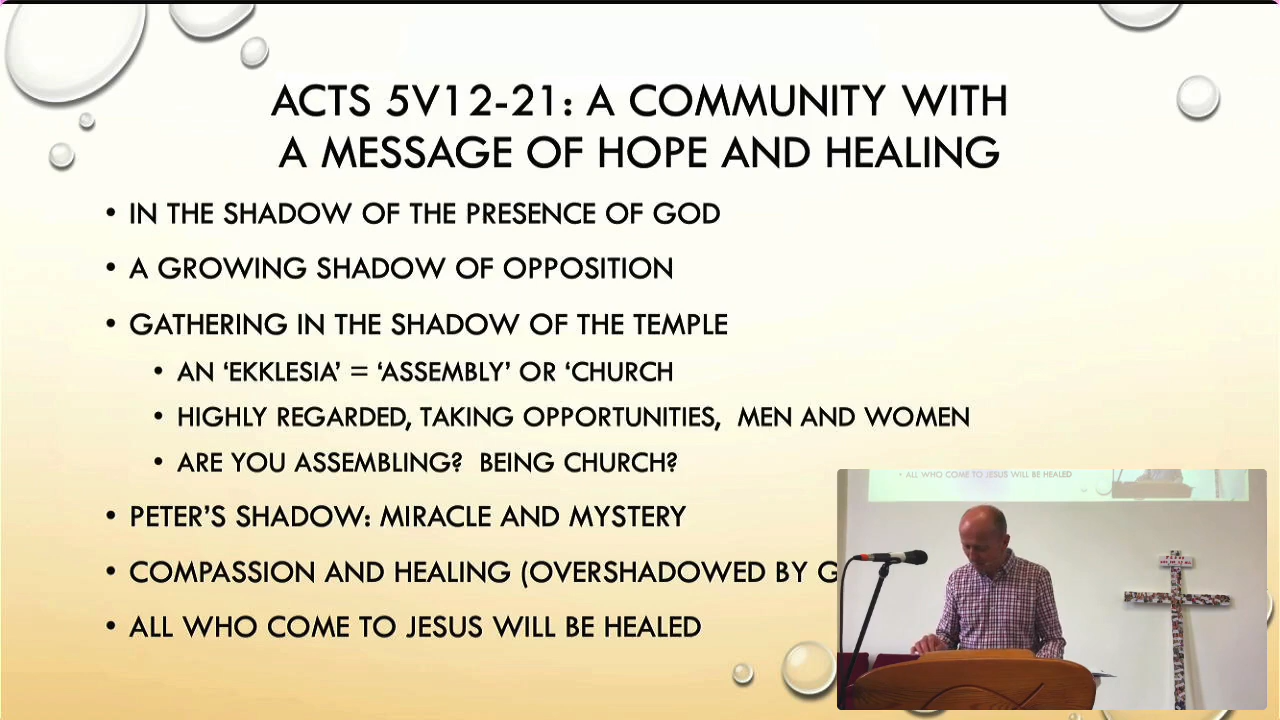 ACTS 5V12-21: A COMMUNITY WITH
A MESSAGE OF HOPE AND HEALING
• IN THE SHADOW OF THE PRESENCE OF GOD
• A GROWING SHADOW OF OPPOSITION
• GATHERING IN THE SHADOW OF THE TEMPLE
• AN ‘EKKLESIA’ = ‘ASSEMBLY’ OR ‘CHURCH
• HIGHLY REGARDED, TAKING OPPORTUNITIES, MEN AND WOMEN
• ARE YOU ASSEMBLING? BEING CHURCH?
• PETER’S SHADOW: MIRACLE AND MYSTERY
• COMPASSION AND HEALING (OVERSHADOWED BY G
• ALL WHO COME TO JESUS WILL BE HEALED
• ALL WHO COME TO JESUS WILL BE HEALED